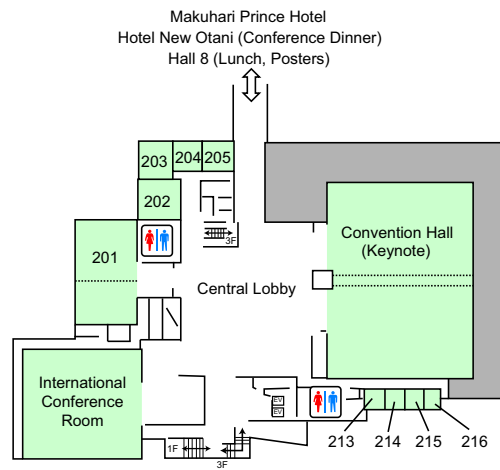 Makuhari Prince Hotel
Hotel New Otani (Conference Dinner)
Hall 8 (Lunch, Posters)
203
204
205
202
201
3F
Convention Hall
(Keynote)
Central Lobby
International
Conference
Room
EV
EV
213
214
215
216
1F
3F